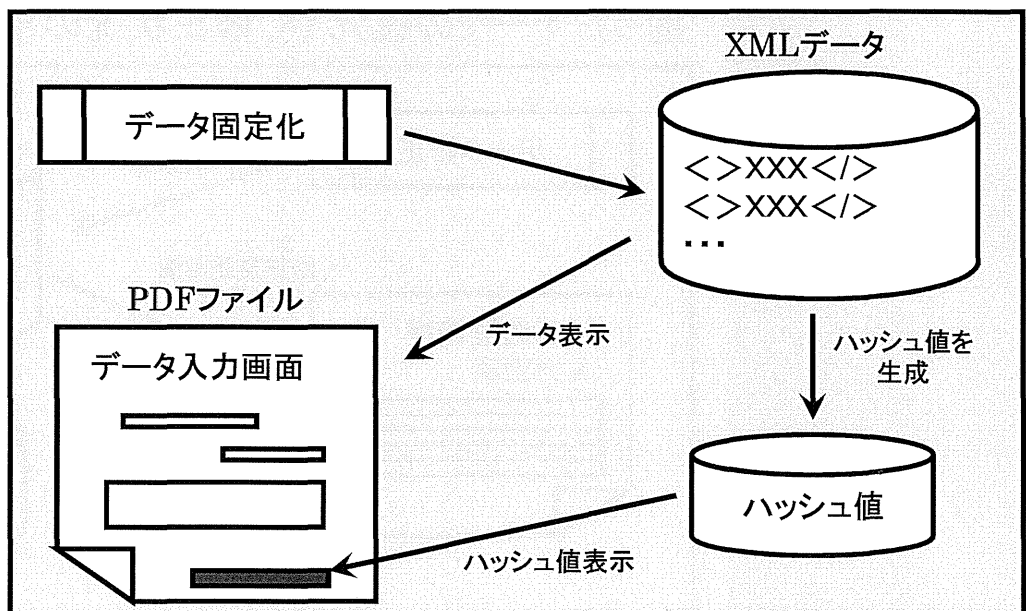 XMLデータ
データ固定化
<>XXX</>
<>XXX</>
...
PDFファイル
データ表示
ハッシュ値を
生成
データ入力画面
ハッシュ値
ハッシュ値表示